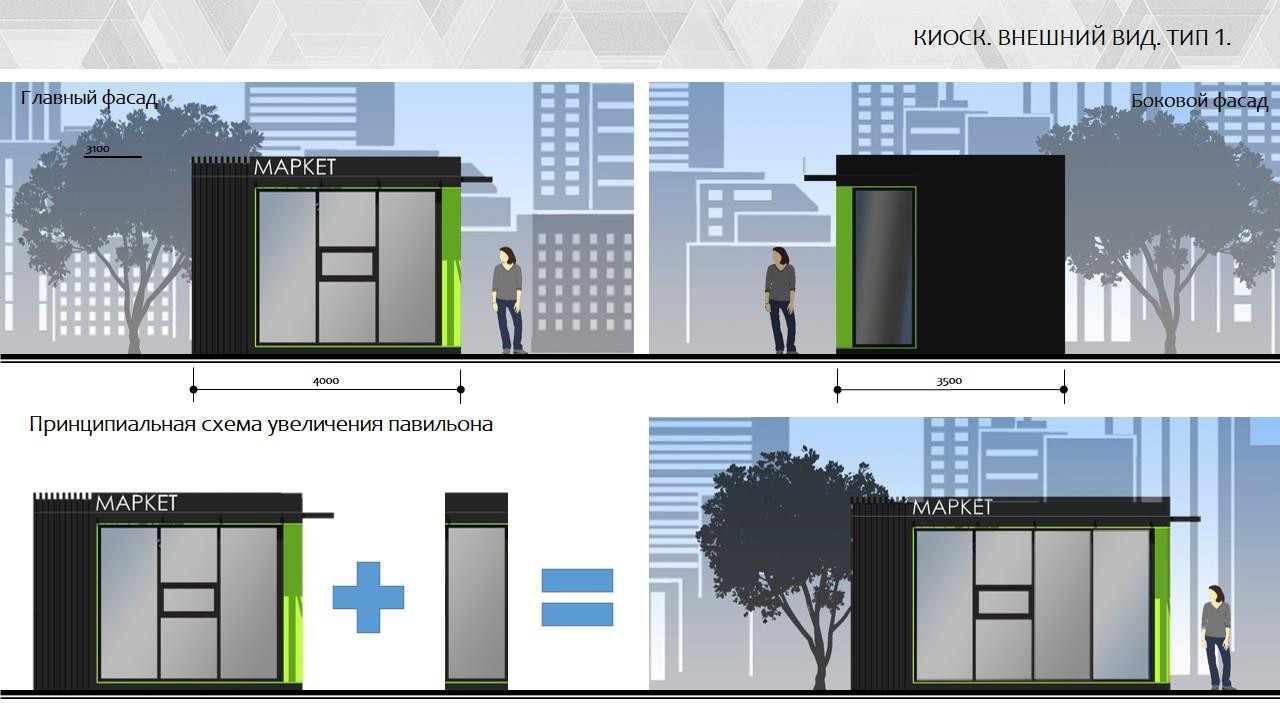 КИОСК. ВНЕШНИЙ ВИД. ТИП 1.
Главный фасад
Боковой фасад
3100
МАРКЕТ
4000
3500
Принципиальная схема увеличения павильона
МАРКЕТ
МАРКЕТ